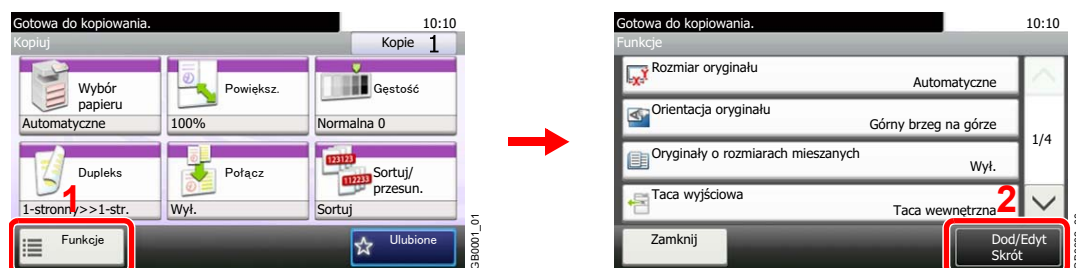 Gotowa do kopiowania. 10:10
Kopiuj Kopie 1
Wybór papieru
Powiększ.
Gęstość
Automatyczne 100% Normalna 0
Dupleks
Połącz
Sortuj/ przesun.
1
1-stronny>>1-str. Wył. Sortuj
Funkcje Ulubione
GB0001_01
Gotowa do kopiowania. 10:10
Funkcje
Rozmiar oryginału
Automatyczne
Orientacja oryginału
Górny brzeg na górze
1/4
Oryginały o rozmiarach mieszanych
Wył.
Taca wyjściowa
Taca wewnętrzna
2
Zamknij
Dod/Edyt
Skrót